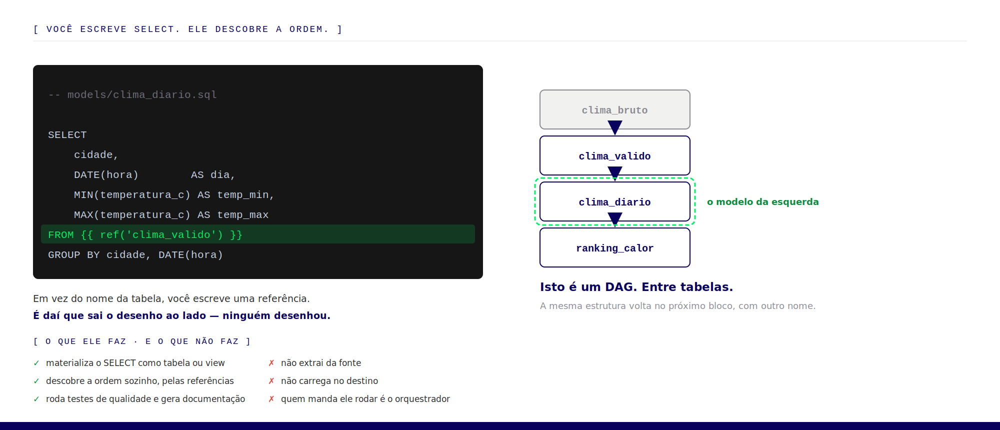 [ VOCÊ ESCREVE SELECT. ELE DESCOBRE A ORDEM. ]
-- models/clima_diario.sql
SELECT
    cidade,
    DATE(hora)        AS dia,
    MIN(temperatura_c) AS temp_min,
    MAX(temperatura_c) AS temp_max
FROM {{ ref('clima_valido') }}
GROUP BY cidade, DATE(hora)
Em vez do nome da tabela, você escreve uma referência.
É daí que sai o desenho ao lado — ninguém desenhou.
[ O QUE ELE FAZ · E O QUE NÃO FAZ ]
✓ materializa o SELECT como tabela ou view
✓ descobre a ordem sozinho, pelas referências
✓ roda testes de qualidade e gera documentação
✗ não extrai da fonte
✗ não carrega no destino
✗ quem manda ele rodar é o orquestrador
clima_bruto
clima_valido
clima_diario
o modelo da esquerda
ranking_calor
Isto é um DAG. Entre tabelas.
A mesma estrutura volta no próximo bloco, com outro nome.